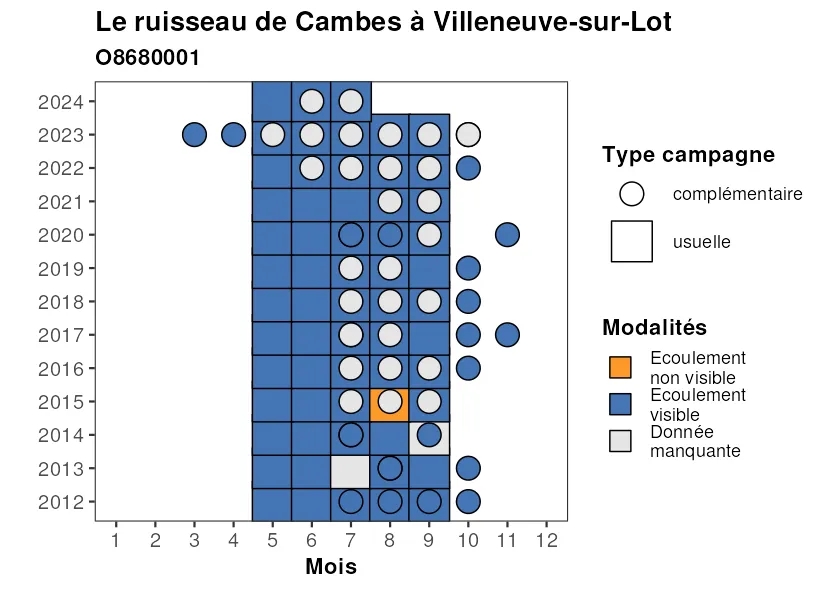 Le ruisseau de Cambes à Villeneuve-sur-Lot
O8680001
2024
2023
2022
2021
2020
2019
2018
2017
2016
2015
2014
2013
2012
1 2 3 4 5 6 7 8 9 10 11 12
Mois
Type campagne
complémentaire
usuelle
Modalités
Ecoulement
non visible
Ecoulement
visible
Donnée
manquante